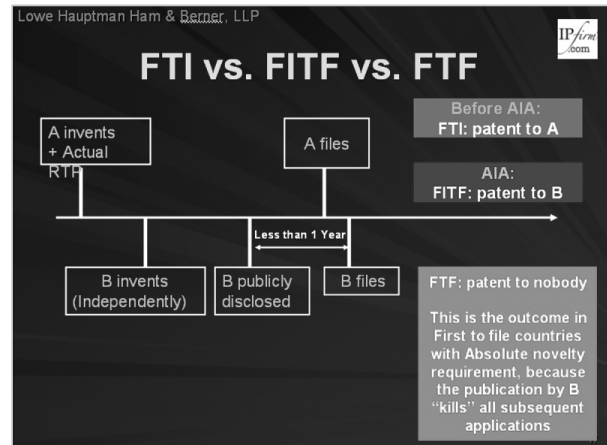 Lowe Hauptman Ham & Berner, LLP
IPfirm
.com
FTI vs. FITF vs. FTF
A invents
+ Actual
RTP
A files
Before AIA:
FTI: patent to A
AIA:
FITF: patent to B
Less than 1 Year
B invents
(Independently)
B publicly
disclosed
B files
FTF: patent to nobody
This is the outcome in
First to file countries
with Absolute novelty
requirement, because
the publication by B
“kills” all subsequent
applications